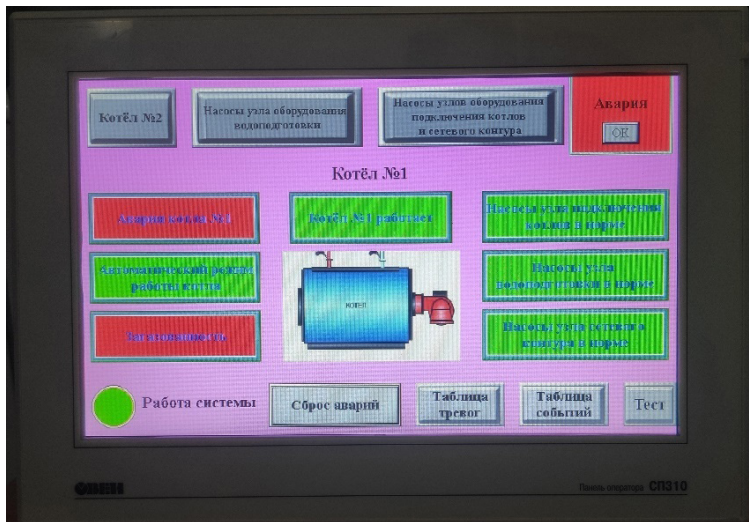 Котёл №2
Насосы узла оборудования
водоподготовки
Насосы узлов оборудования
подключения котлов
и сетевого контура
Авария
ОК
Котёл №1
Авария котёл №1
Котёл №1 работает
Насосы узла подключения
котлов в норме
Автоматический режим
работы котла
КОТЕЛ
Насосы узла
водоподготовки в норме
Загазованность
Насосы узла сетевого
контура в норме
Работа системы
Сброс аварий
Таблица
тревог
Таблица
событий
Тест
ОВЕН
Панель оператора СП310